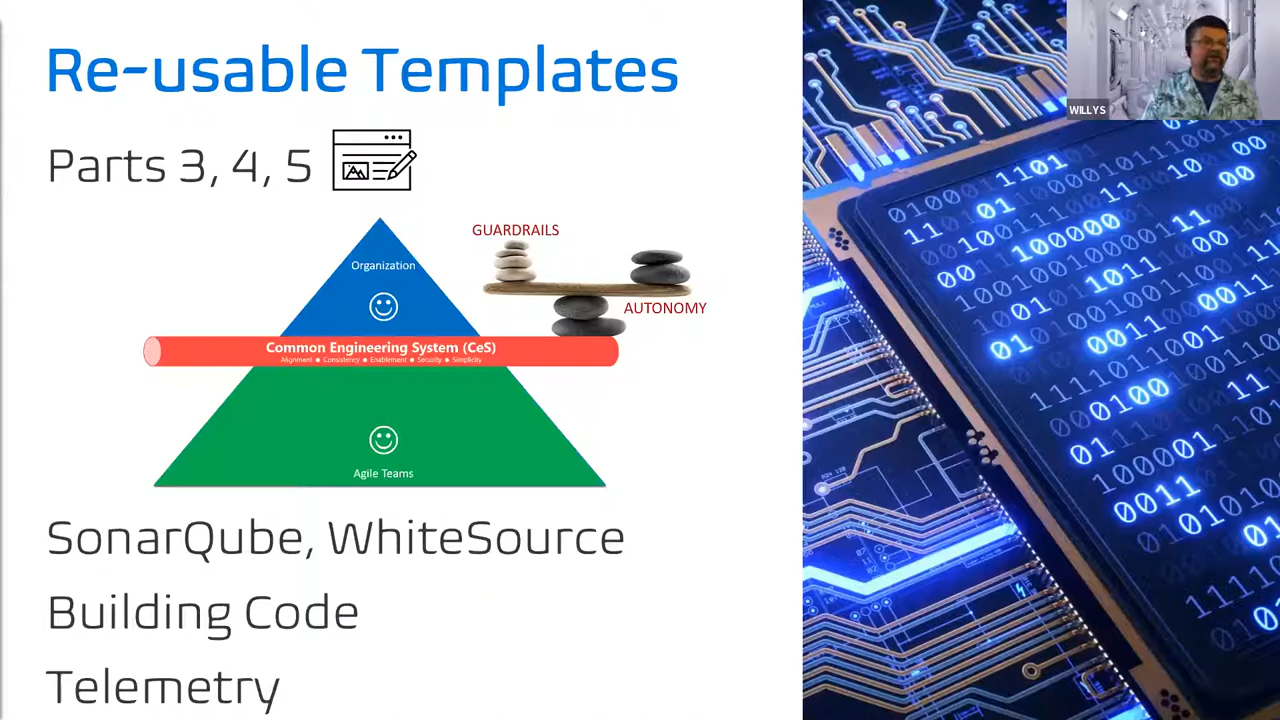 Re-usable Templates
Parts 3, 4, 5
GUARDRAILS
Organization
AUTONOMY
Common Engineering System (CeS)
Alignment ● Consistency ● Enablement ● Security ● Simplicity
Agile Teams
SonarQube, WhiteSource
Building Code
Telemetry
WILLYS